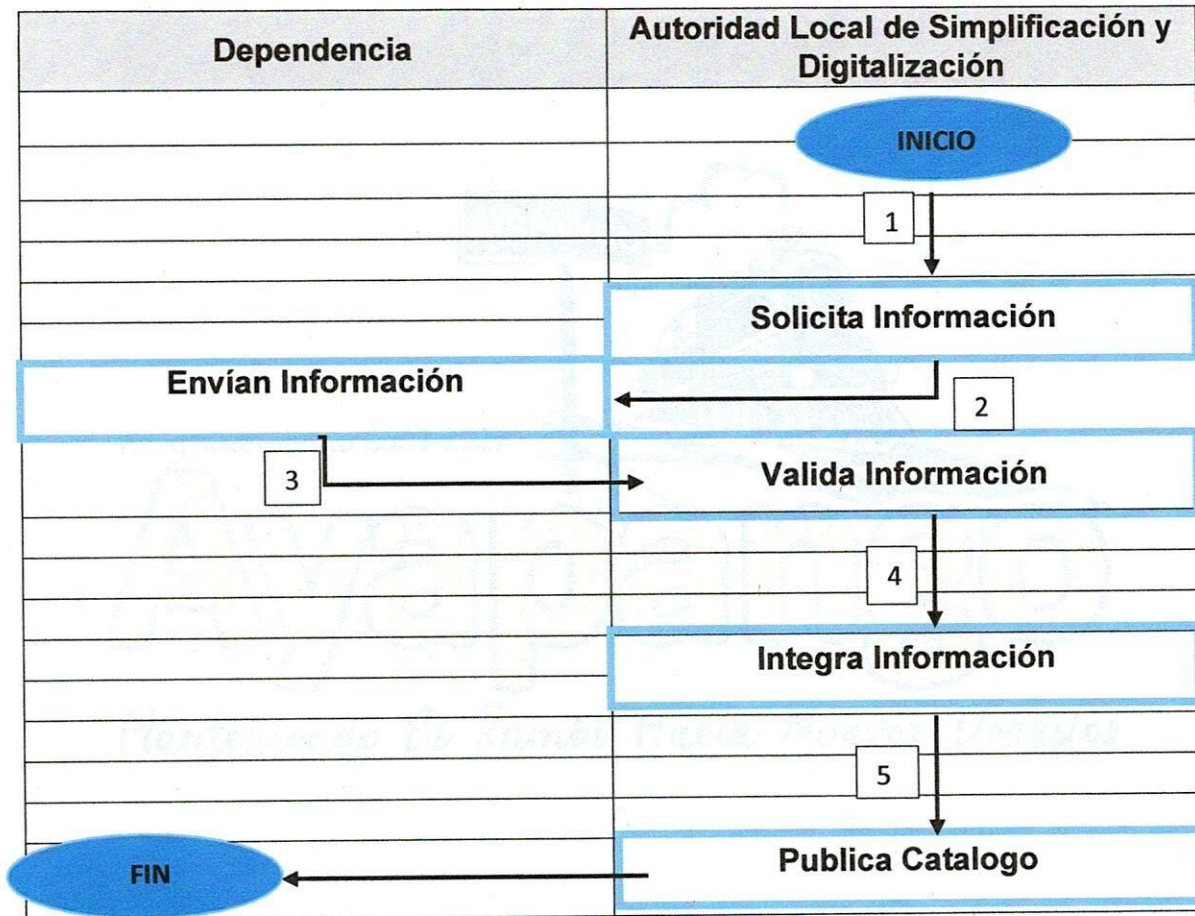 Dependencia
Autoridad Local de Simplificación y
Digitalización
INICIO
1
Solicita Información
Envían Información
2
3
Valida Información
4
Integra Información
5
Publica Catalogo
FIN
Ayapango